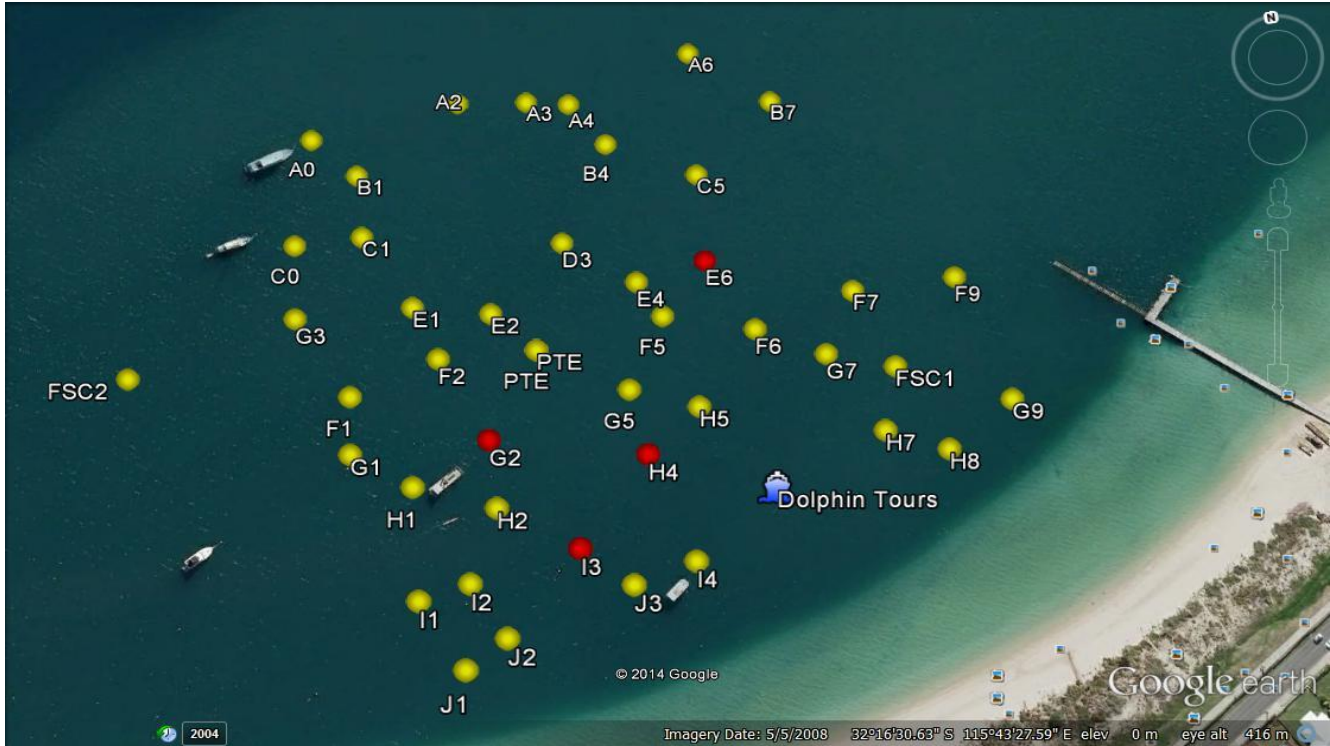 N
A6
A2
A3
A4
B7
A0
B1
B4
C5
C0
C1
D3
E6
E4
F7
F9
G3
E1
E2
F5
F6
FSC2
F2
PTE
PTE
G7
FSC1
F1
G5
H5
G9
G1
G2
H4
H7
H8
H1
H2
Dolphin Tours
I3
I4
I1
I2
J3
J2
J1
© 2014 Google
Google earth
2004
Imagery Date: 5/5/2008 32°16'30.63" S 115°43'27.59" E elev 0 m eye alt 416 m